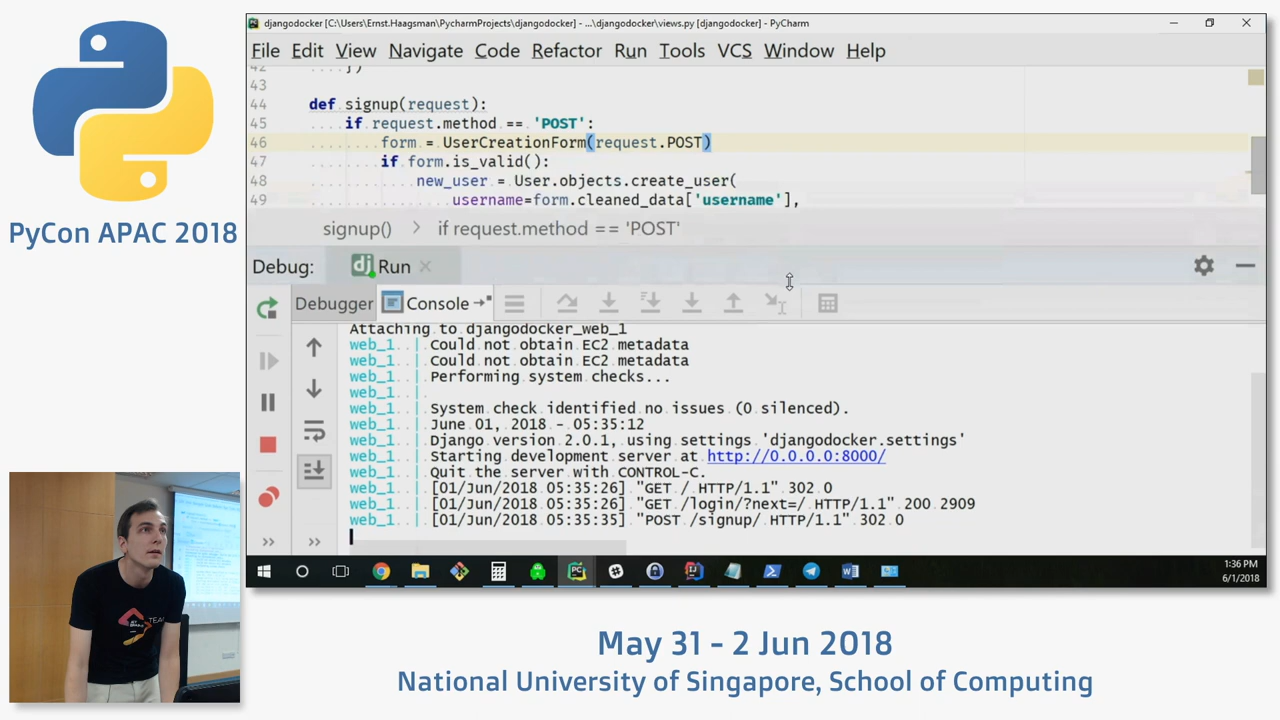 djangodocker [C:\Users\Ernst.Haagsman\PycharmProjects\djangodocker] - ...\djangodocker\views.py [djangodocker] - PyCharm
File Edit View Navigate Code Refactor Run Tools VCS Window Help
42 })
43
44 def signup(request):
45 if request.method == 'POST':
46 form = UserCreationForm(request.POST)
47 if form.is_valid():
48 new_user = User.objects.create_user(
49 username=form.cleaned_data['username'],
signup() > if request.method == 'POST'
Debug: dj Run
Debugger Console
Attaching to djangodocker_web_1
web_1 | Could not obtain EC2 metadata
web_1 | Could not obtain EC2 metadata
web_1 | Performing system checks...
web_1 |
web_1 | System check identified no issues (0 silenced).
web_1 | June 01, 2018 - 05:35:12
web_1 | Django version 2.0.1, using settings 'djangodocker.settings'
web_1 | Starting development server at http://0.0.0.0:8000/
web_1 | Quit the server with CONTROL-C.
web_1 | [01/Jun/2018 05:35:26] "GET / HTTP/1.1" 302 0
web_1 | [01/Jun/2018 05:35:26] "GET /login/?next=/ HTTP/1.1" 200 2909
web_1 | [01/Jun/2018 05:35:35] "POST /signup/ HTTP/1.1" 302 0
1:36 PM
6/1/2018
PyCon APAC 2018
May 31 - 2 Jun 2018
National University of Singapore, School of Computing